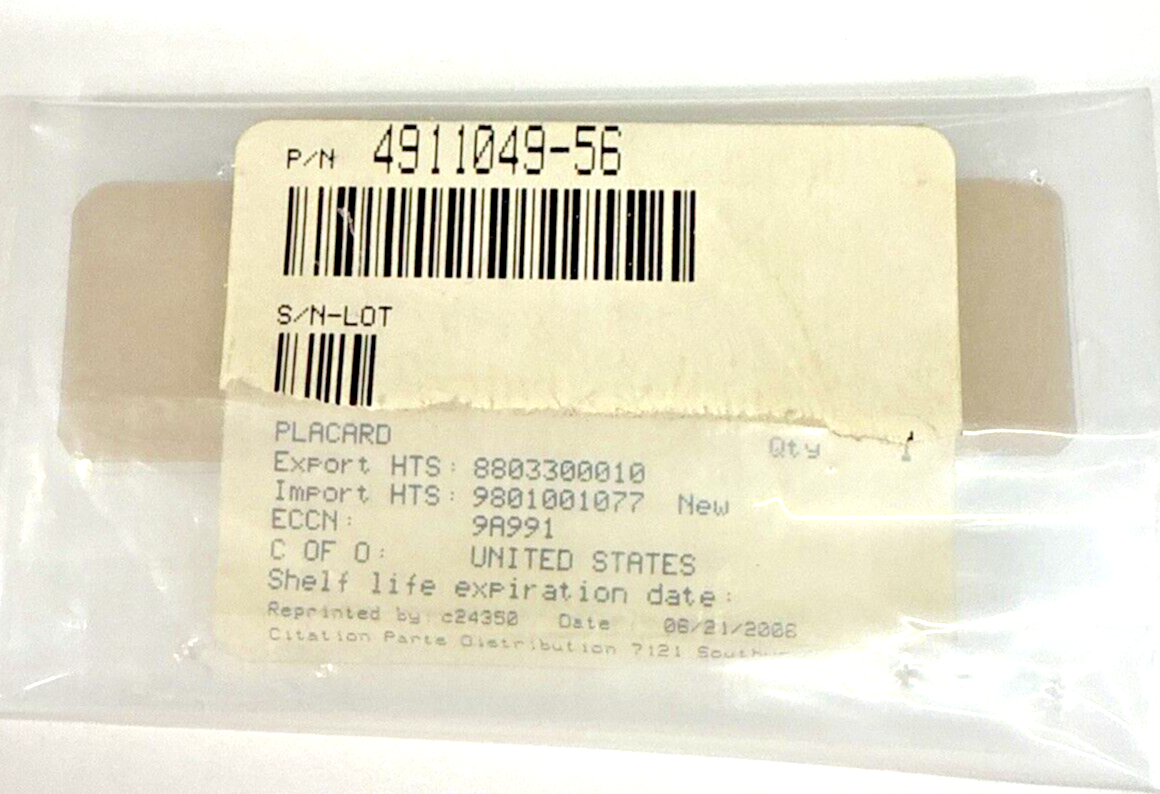 P/N 4911049-56
S/N-LOT
PLACARD Qty 1
Export HTS: 8803300010
Import HTS: 9801001077 New
ECCN: 9A991
C OF O: UNITED STATES
Shelf life expiration date:
Reprinted by: c24350 Date : 06/21/2006
Citation Parts Distribution 7121